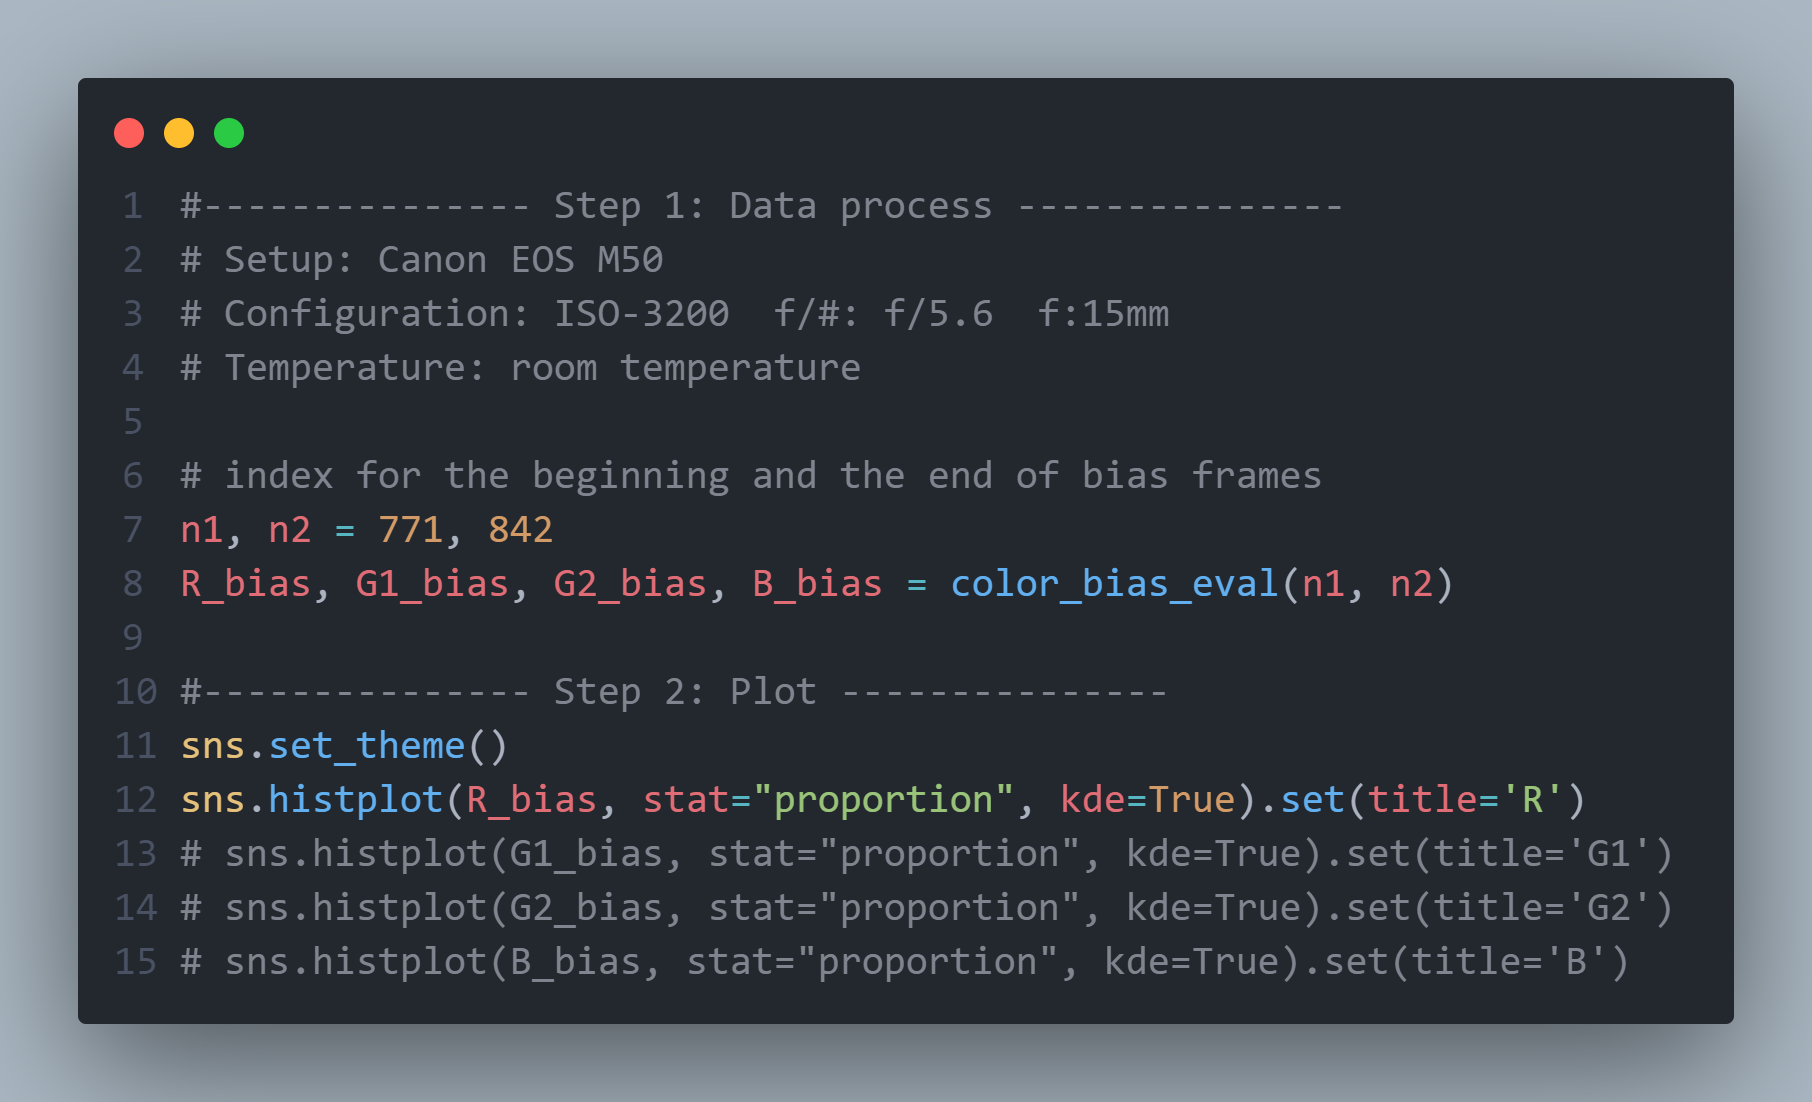 1 #--------------- Step 1: Data process ---------------
2 # Setup: Canon EOS M50
3 # Configuration: ISO-3200  f/#: f/5.6  f:15mm
4 # Temperature: room temperature
5
6 # index for the beginning and the end of bias frames
7 n1, n2 = 771, 842
8 R_bias, G1_bias, G2_bias, B_bias = color_bias_eval(n1, n2)
9
10 #--------------- Step 2: Plot ---------------
11 sns.set_theme()
12 sns.histplot(R_bias, stat="proportion", kde=True).set(title='R')
13 # sns.histplot(G1_bias, stat="proportion", kde=True).set(title='G1')
14 # sns.histplot(G2_bias, stat="proportion", kde=True).set(title='G2')
15 # sns.histplot(B_bias, stat="proportion", kde=True).set(title='B')